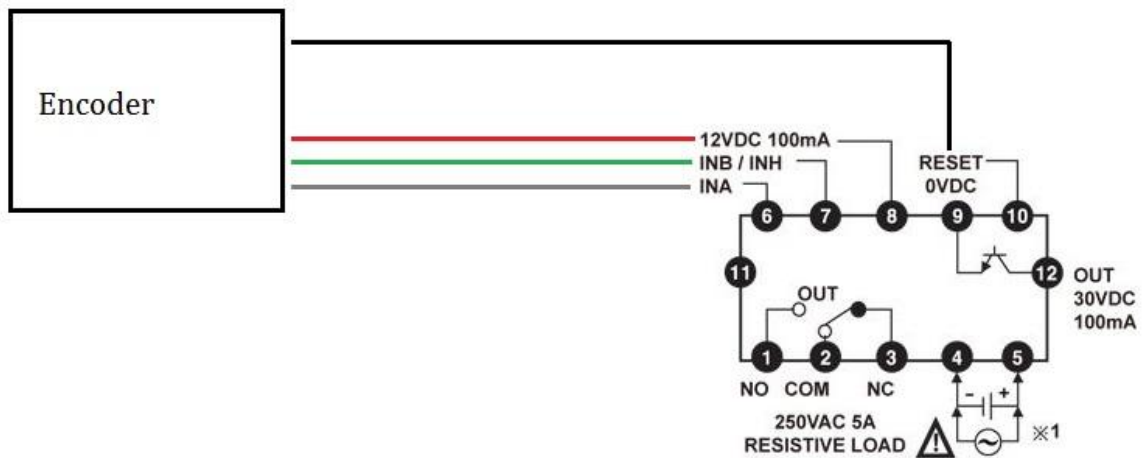 Encoder
12VDC 100mA
INB / INH
INA
RESET
0VDC
6 7 8 9 10
11
12
OUT
OUT
30VDC
100mA
1 2 3 4 5
NO COM NC
- +
250VAC 5A
RESISTIVE LOAD
※1